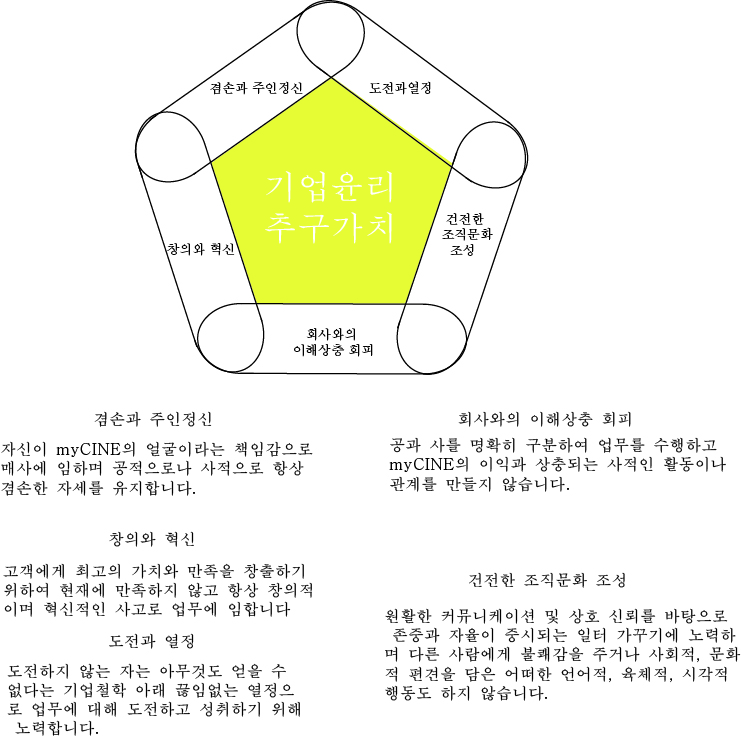 겸손과 주인정신
도전과열정
기업윤리
추구가치
건전한
조직문화
조성
창의와 혁신
회사와의
이해상충 회피
겸손과 주인정신
자신이 myCINE의 얼굴이라는 책임감으로
매사에 임하며 공적으로나 사적으로 항상
겸손한 자세를 유지합니다.
회사와의 이해상충 회피
공과 사를 명확히 구분하여 업무를 수행하고
myCINE의 이익과 상충되는 사적인 활동이나
관계를 만들지 않습니다.
창의와 혁신
고객에게 최고의 가치와 만족을 창출하기
위하여 현재에 만족하지 않고 항상 창의적
이며 혁신적인 사고로 업무에 임합니다
도전과 열정
도전하지 않는 자는 아무것도 얻을 수
없다는 기업철학 아래 끊임없는 열정으
로 업무에 대해 도전하고 성취하기 위해
노력합니다.
건전한 조직문화 조성
원활한 커뮤니케이션 및 상호 신뢰를 바탕으로
존중과 자율이 중시되는 일터 가꾸기에 노력하
며 다른 사람에게 불쾌감을 주거나 사회적, 문화
적 편견을 담은 어떠한 언어적, 육체적, 시각적
행동도 하지 않습니다.